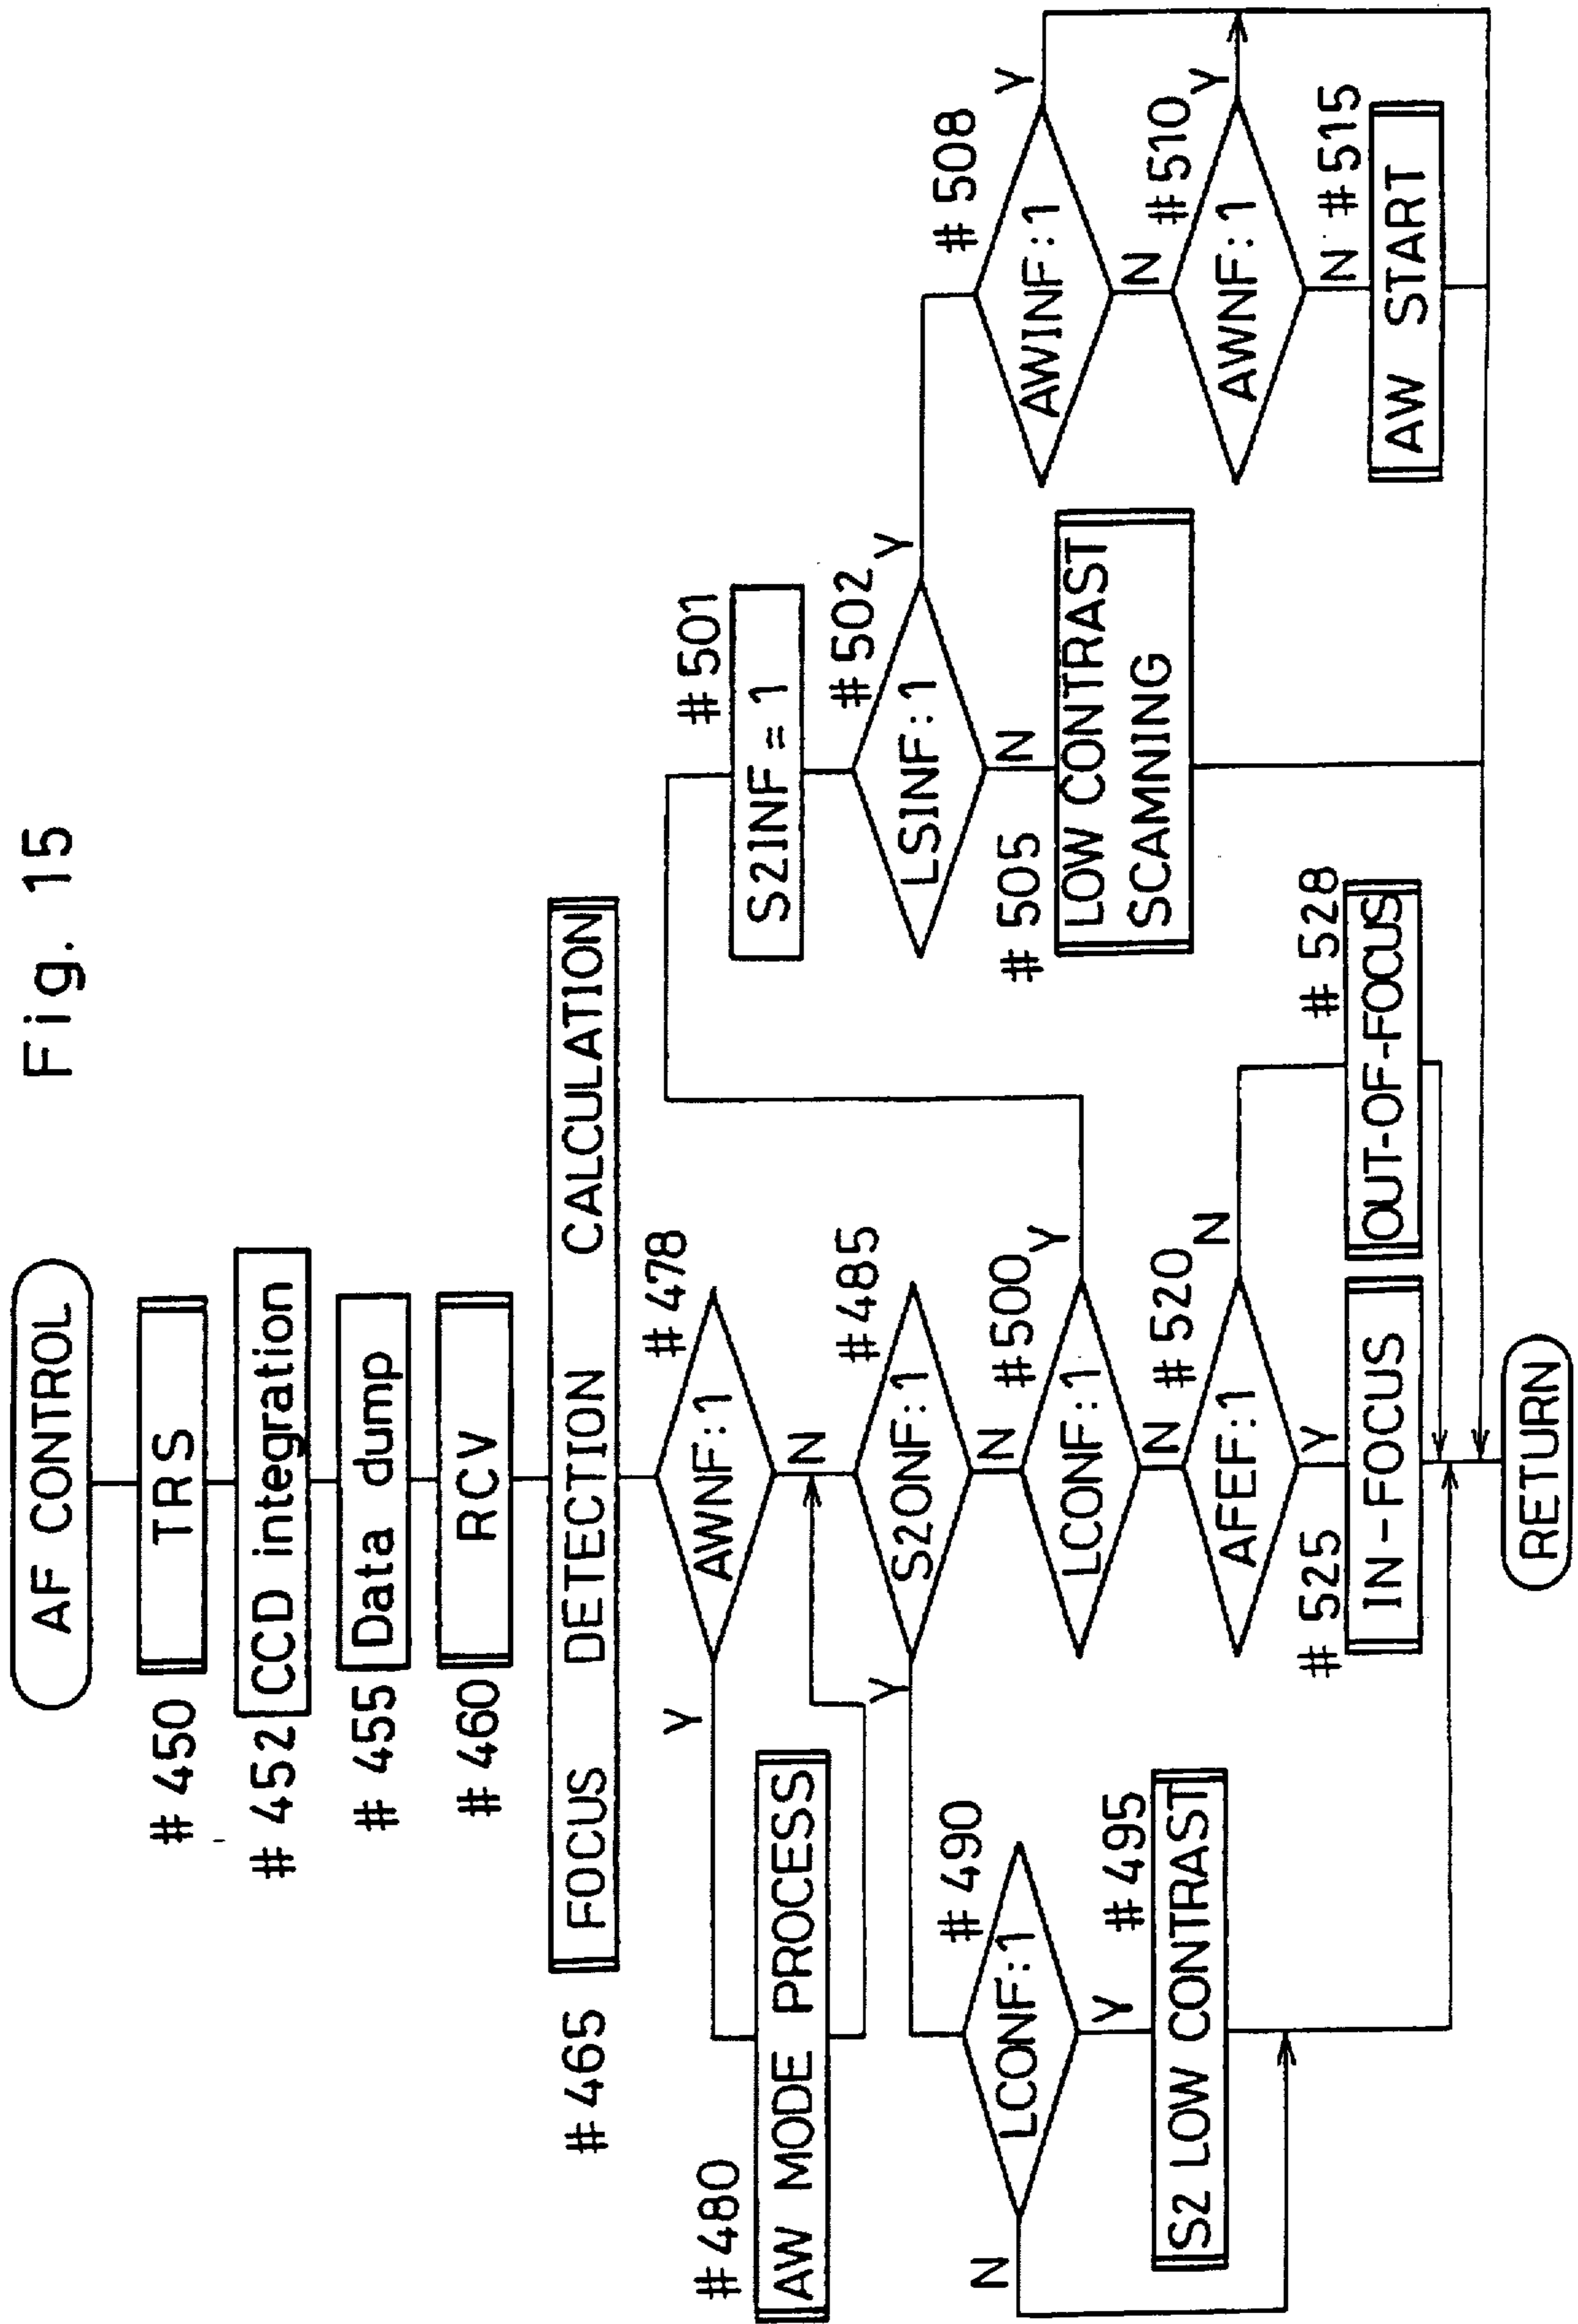 Fig. 15
AF CONTROL
# 450
TRS
# 452
CCD integration
# 455
Data dump
# 460
RCV
# 465
FOCUS DETECTION CALCULATION
# 478
AWNF:1
Y
N
# 480
AW MODE PROCESS
# 485
S2ONF:1
Y
N
# 490
LCONF:1
N
Y
# 495
S2 LOW CONTRAST
# 500
LCONF:1
Y
N
# 501
S2INF = 1
# 502
LSINF:1
Y
N
# 505
LOW CONTRAST
SCAMNING
# 508
AWINF:1
Y
N
# 510
AWNF:1
Y
N
# 515
AW START
# 520
AFEF:1
N
Y
# 525
IN-FOCUS
# 528
OUT-OF-FOCUS
RETURN